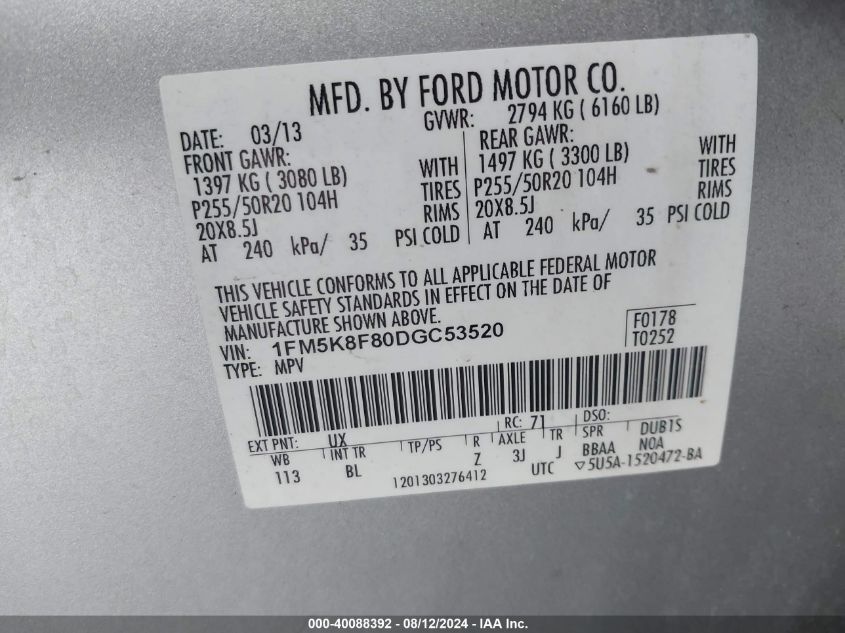 MFD. BY FORD MOTOR CO.
DATE: 03/13 GVWR: 2794 KG ( 6160 LB)
FRONT GAWR: REAR GAWR:
1397 KG ( 3080 LB) WITH 1497 KG ( 3300 LB) WITH
P255/50R20 104H TIRES P255/50R20 104H TIRES
20X8.5J RIMS 20X8.5J RIMS
AT 240 kPa/ 35 PSI COLD AT 240 kPa/ 35 PSI COLD
THIS VEHICLE CONFORMS TO ALL APPLICABLE FEDERAL MOTOR
VEHICLE SAFETY STANDARDS IN EFFECT ON THE DATE OF
MANUFACTURE SHOWN ABOVE.
VIN: 1FM5K8F80DGC53520 F0178
TYPE: MPV T0252
EXT PNT: UX RC: 71 DSO:
WB INT TR TP/PS R AXLE TR SPR DUB1S
113 BL Z 3J J BBAA NOA
1201303276412 UTC ▽5U5A-1520472-BA
000-40088392 - 08/12/2024 - IAA Inc.